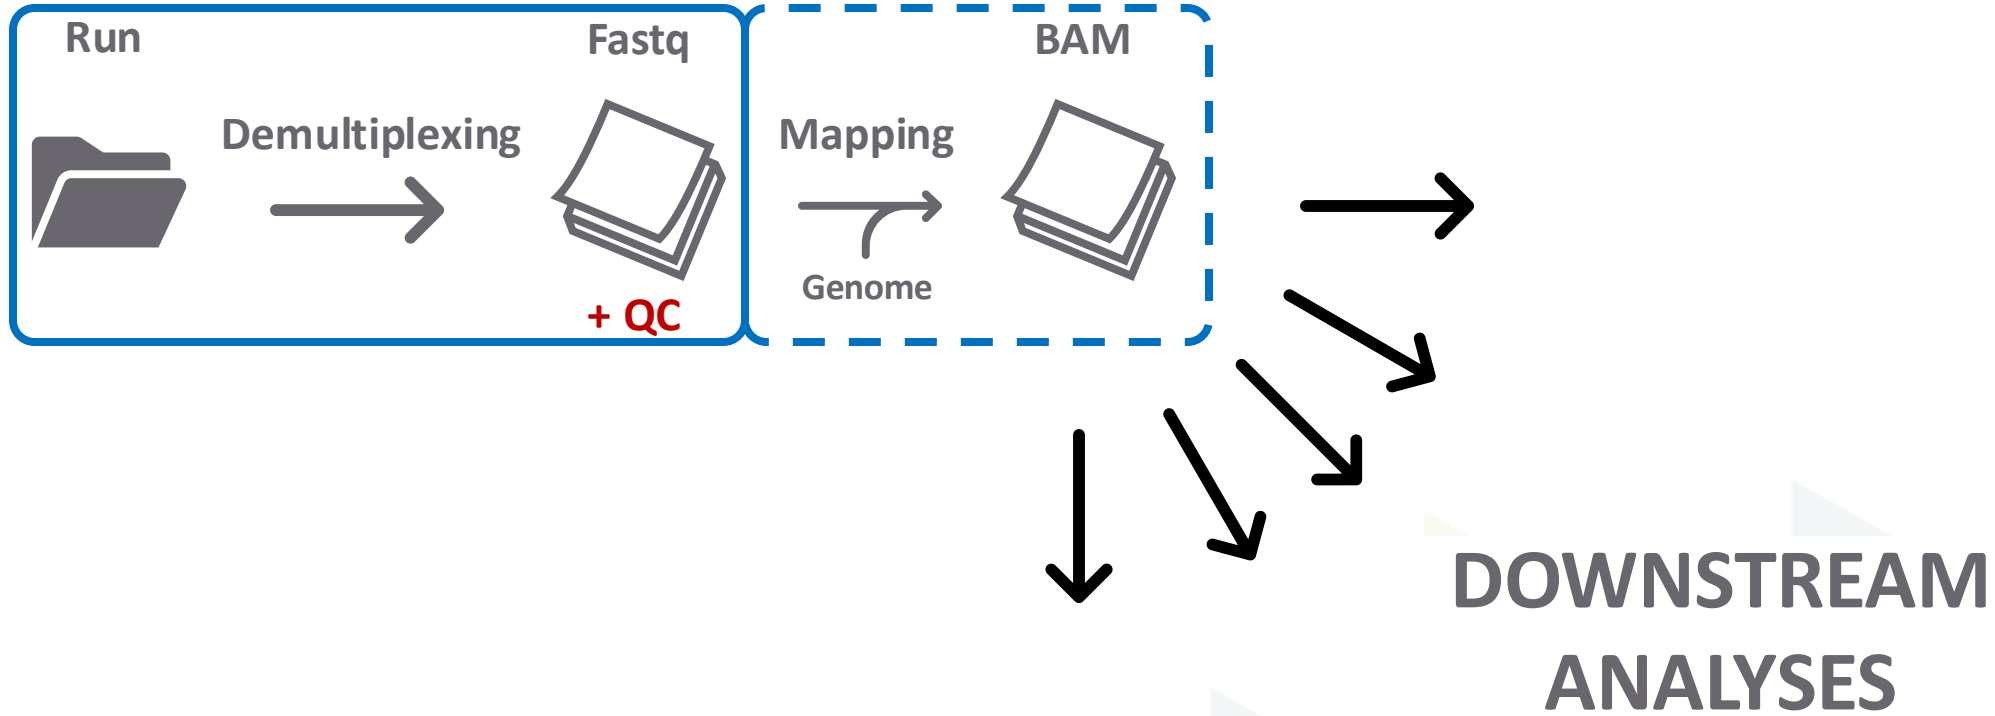 Run
Fastq
BAM
Demultiplexing
Mapping
Genome
+ QC
DOWNSTREAM
ANALYSES